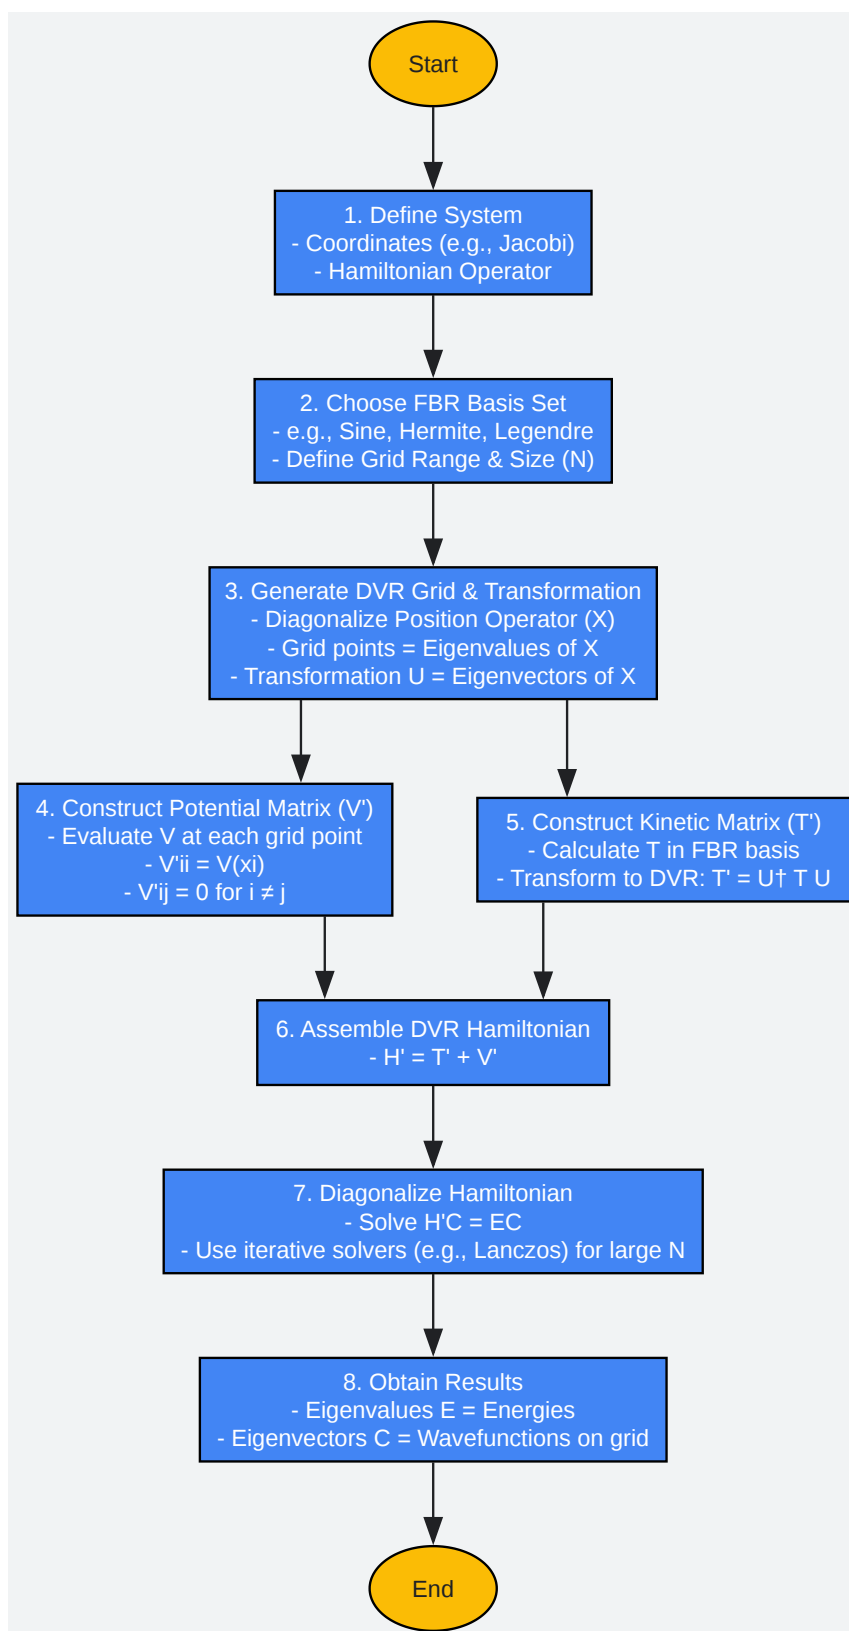 Start
1. Define System
- Coordinates (e.g., Jacobi)
- Hamiltonian Operator
2. Choose FBR Basis Set
- e.g., Sine, Hermite, Legendre
- Define Grid Range & Size (N)
3. Generate DVR Grid & Transformation
- Diagonalize Position Operator (X)
- Grid points = Eigenvalues of X
- Transformation U = Eigenvectors of X
4. Construct Potential Matrix (V')
- Evaluate V at each grid point
- V'ii = V(xi)
- V'ij = 0 for i ≠ j
5. Construct Kinetic Matrix (T')
- Calculate T in FBR basis
- Transform to DVR: T' = U† T U
6. Assemble DVR Hamiltonian
- H' = T' + V'
7. Diagonalize Hamiltonian
- Solve H'C = EC
- Use iterative solvers (e.g., Lanczos) for large N
8. Obtain Results
- Eigenvalues E = Energies
- Eigenvectors C = Wavefunctions on grid
End